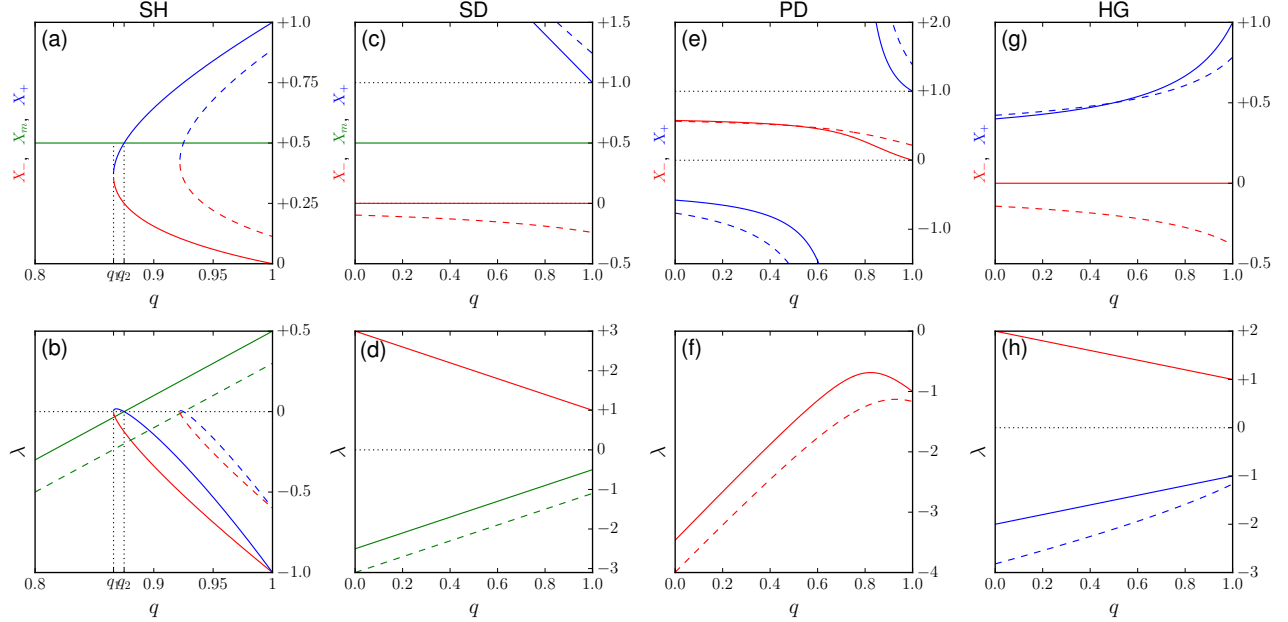 SH
(a)
X₋, Xₘ, X₊
+1.0
+0.75
+0.5
+0.25
0
0.8
q₁
q₂
0.9
0.95
1
q
SD
(c)
X₋, Xₘ, X₊
+1.5
+1.0
+0.5
0
−0.5
0.0
0.2
0.4
0.6
0.8
1.0
q
PD
(e)
X₋, X₊
+2.0
+1.0
0
−1.0
0.0
0.2
0.4
0.6
0.8
1.0
q
HG
(g)
X₋, X₊
+1.0
+0.5
0
−0.5
0.0
0.2
0.4
0.6
0.8
1.0
q
(b)
λ
+0.5
0
−0.5
−1.0
0.8
q₁
q₂
0.9
0.95
1
q
(d)
λ
+3
+2
+1
0
−1
−2
−3
0.0
0.2
0.4
0.6
0.8
1.0
q
(f)
λ
0
−1
−2
−3
−4
0.0
0.2
0.4
0.6
0.8
1.0
q
(h)
λ
+2
+1
0
−1
−2
−3
0.0
0.2
0.4
0.6
0.8
1.0
q